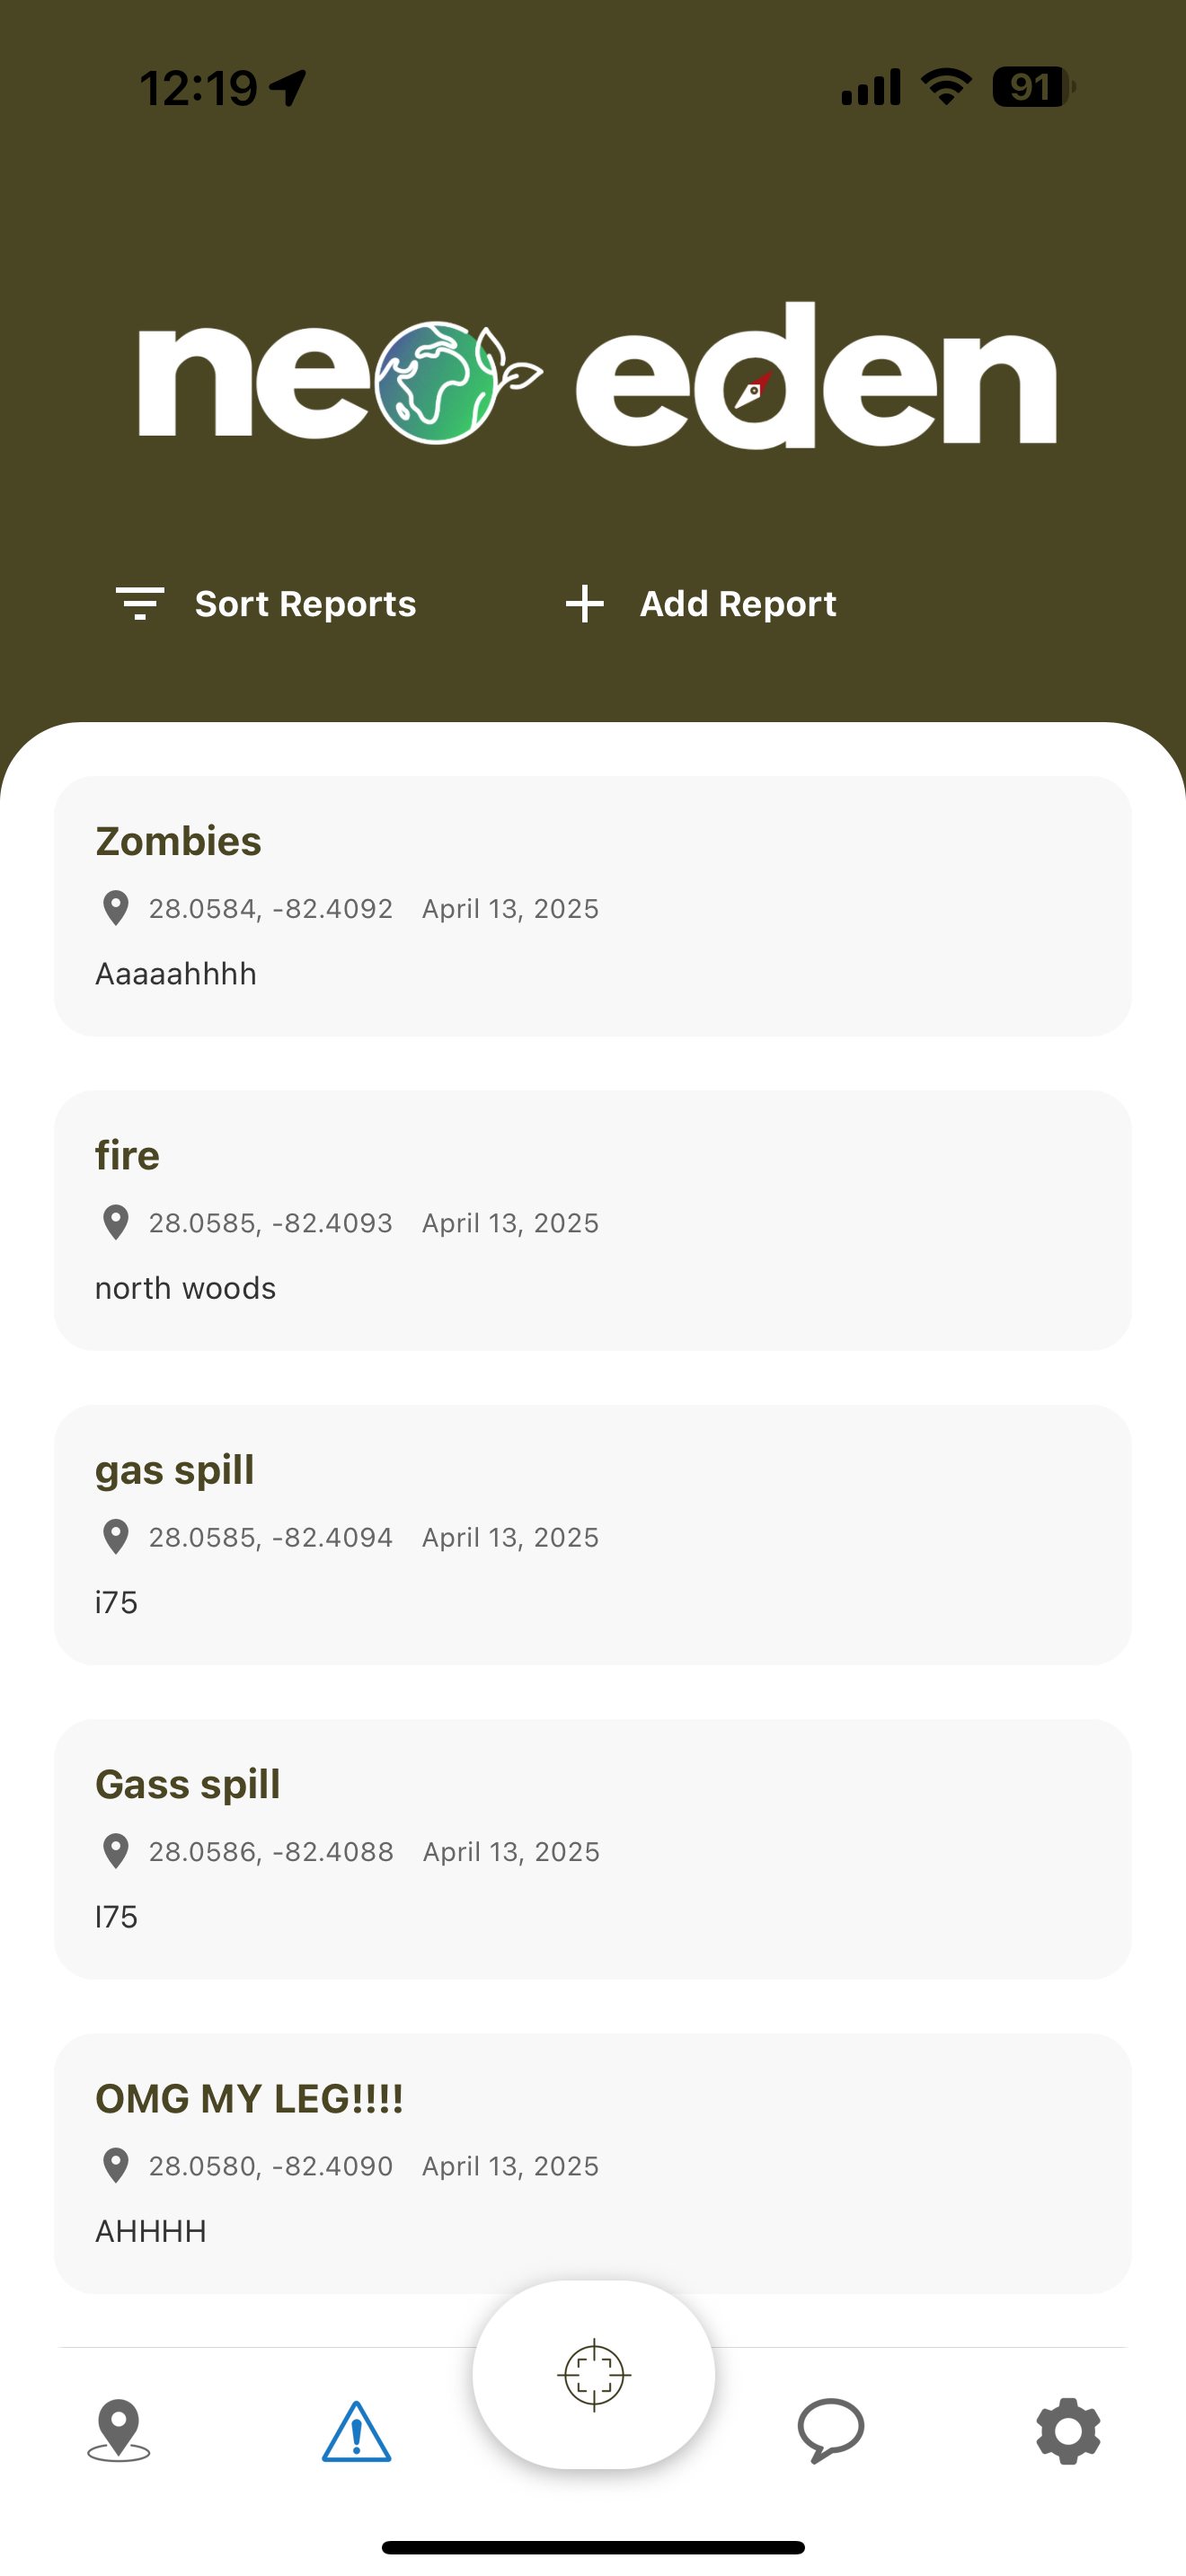 12:19
91
neo eden
Sort Reports
Add Report
Zombies
28.0584, -82.4092 April 13, 2025
Aaaaahhhh
fire
28.0585, -82.4093 April 13, 2025
north woods
gas spill
28.0585, -82.4094 April 13, 2025
i75
Gass spill
28.0586, -82.4088 April 13, 2025
I75
OMG MY LEG!!!!
28.0580, -82.4090 April 13, 2025
AHHHH